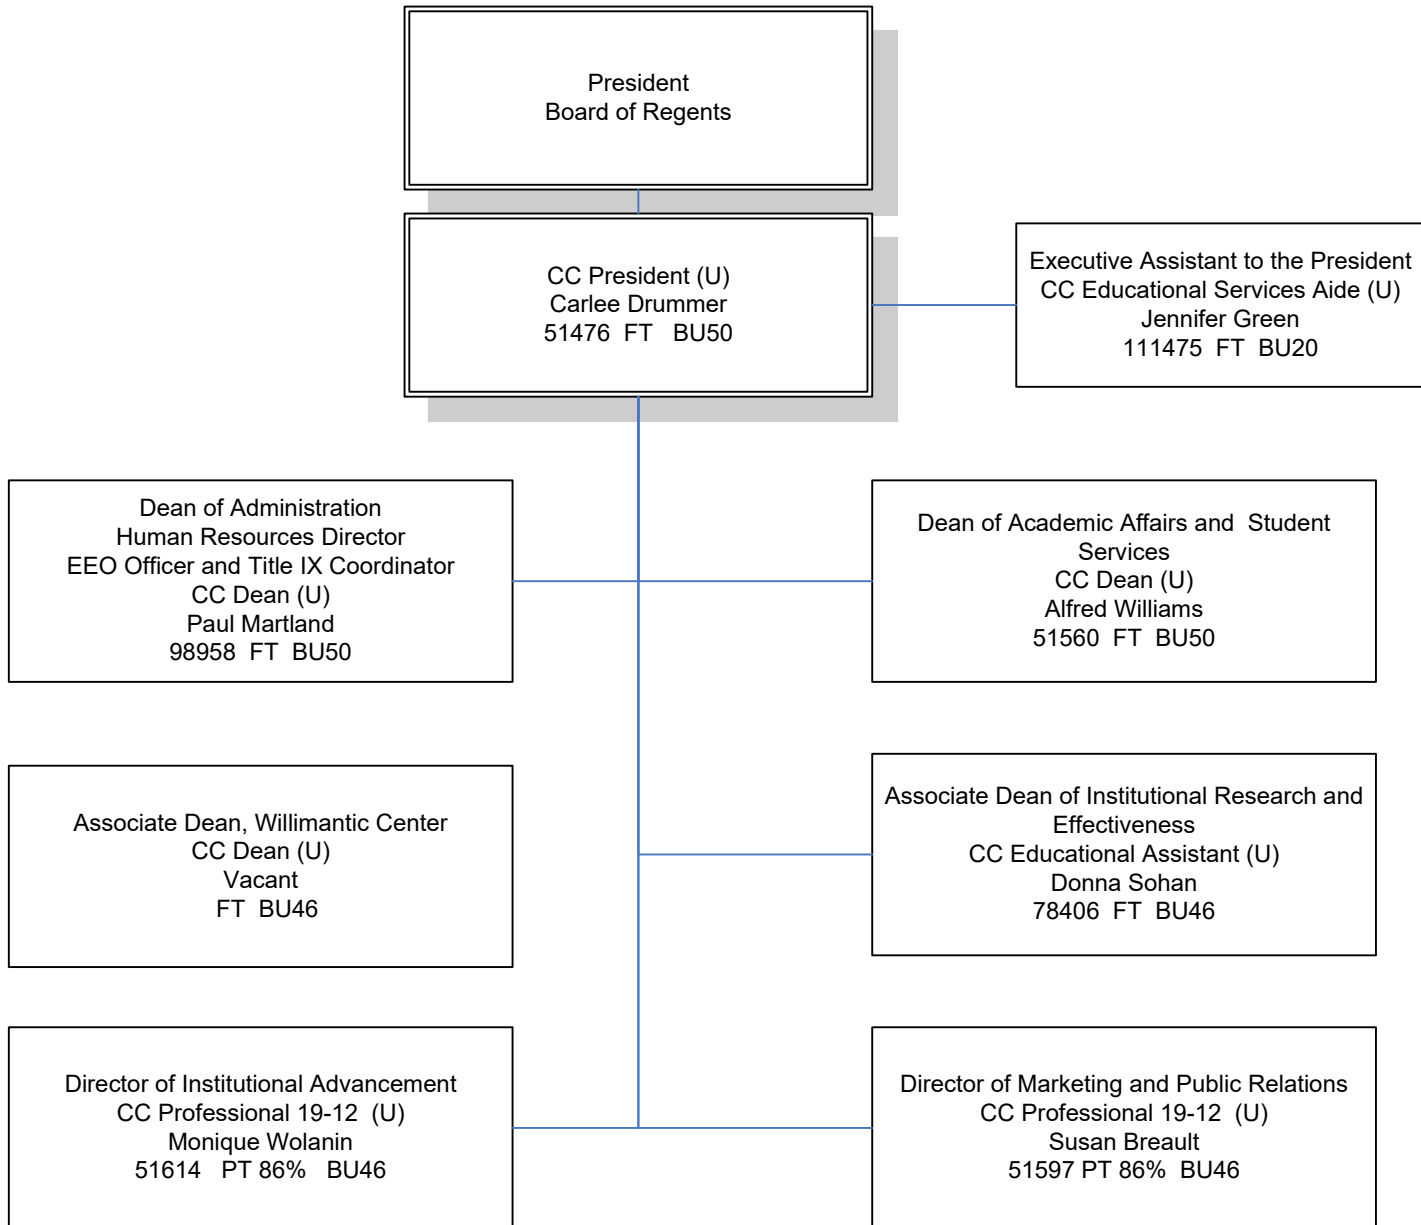 President
Board of Regents
CC President (U)
Carlee Drummer
51476 FT BU50
Executive Assistant to the President
CC Educational Services Aide (U)
Jennifer Green
111475 FT BU20
Dean of Administration
Human Resources Director
EEO Officer and Title IX Coordinator
CC Dean (U)
Paul Martland
98958 FT BU50
Dean of Academic Affairs and Student
Services
CC Dean (U)
Alfred Williams
51560 FT BU50
Associate Dean, Willimantic Center
CC Dean (U)
Vacant
FT BU46
Associate Dean of Institutional Research and
Effectiveness
CC Educational Assistant (U)
Donna Sohan
78406 FT BU46
Director of Institutional Advancement
CC Professional 19-12 (U)
Monique Wolanin
51614 PT 86% BU46
Director of Marketing and Public Relations
CC Professional 19-12 (U)
Susan Breault
51597 PT 86% BU46